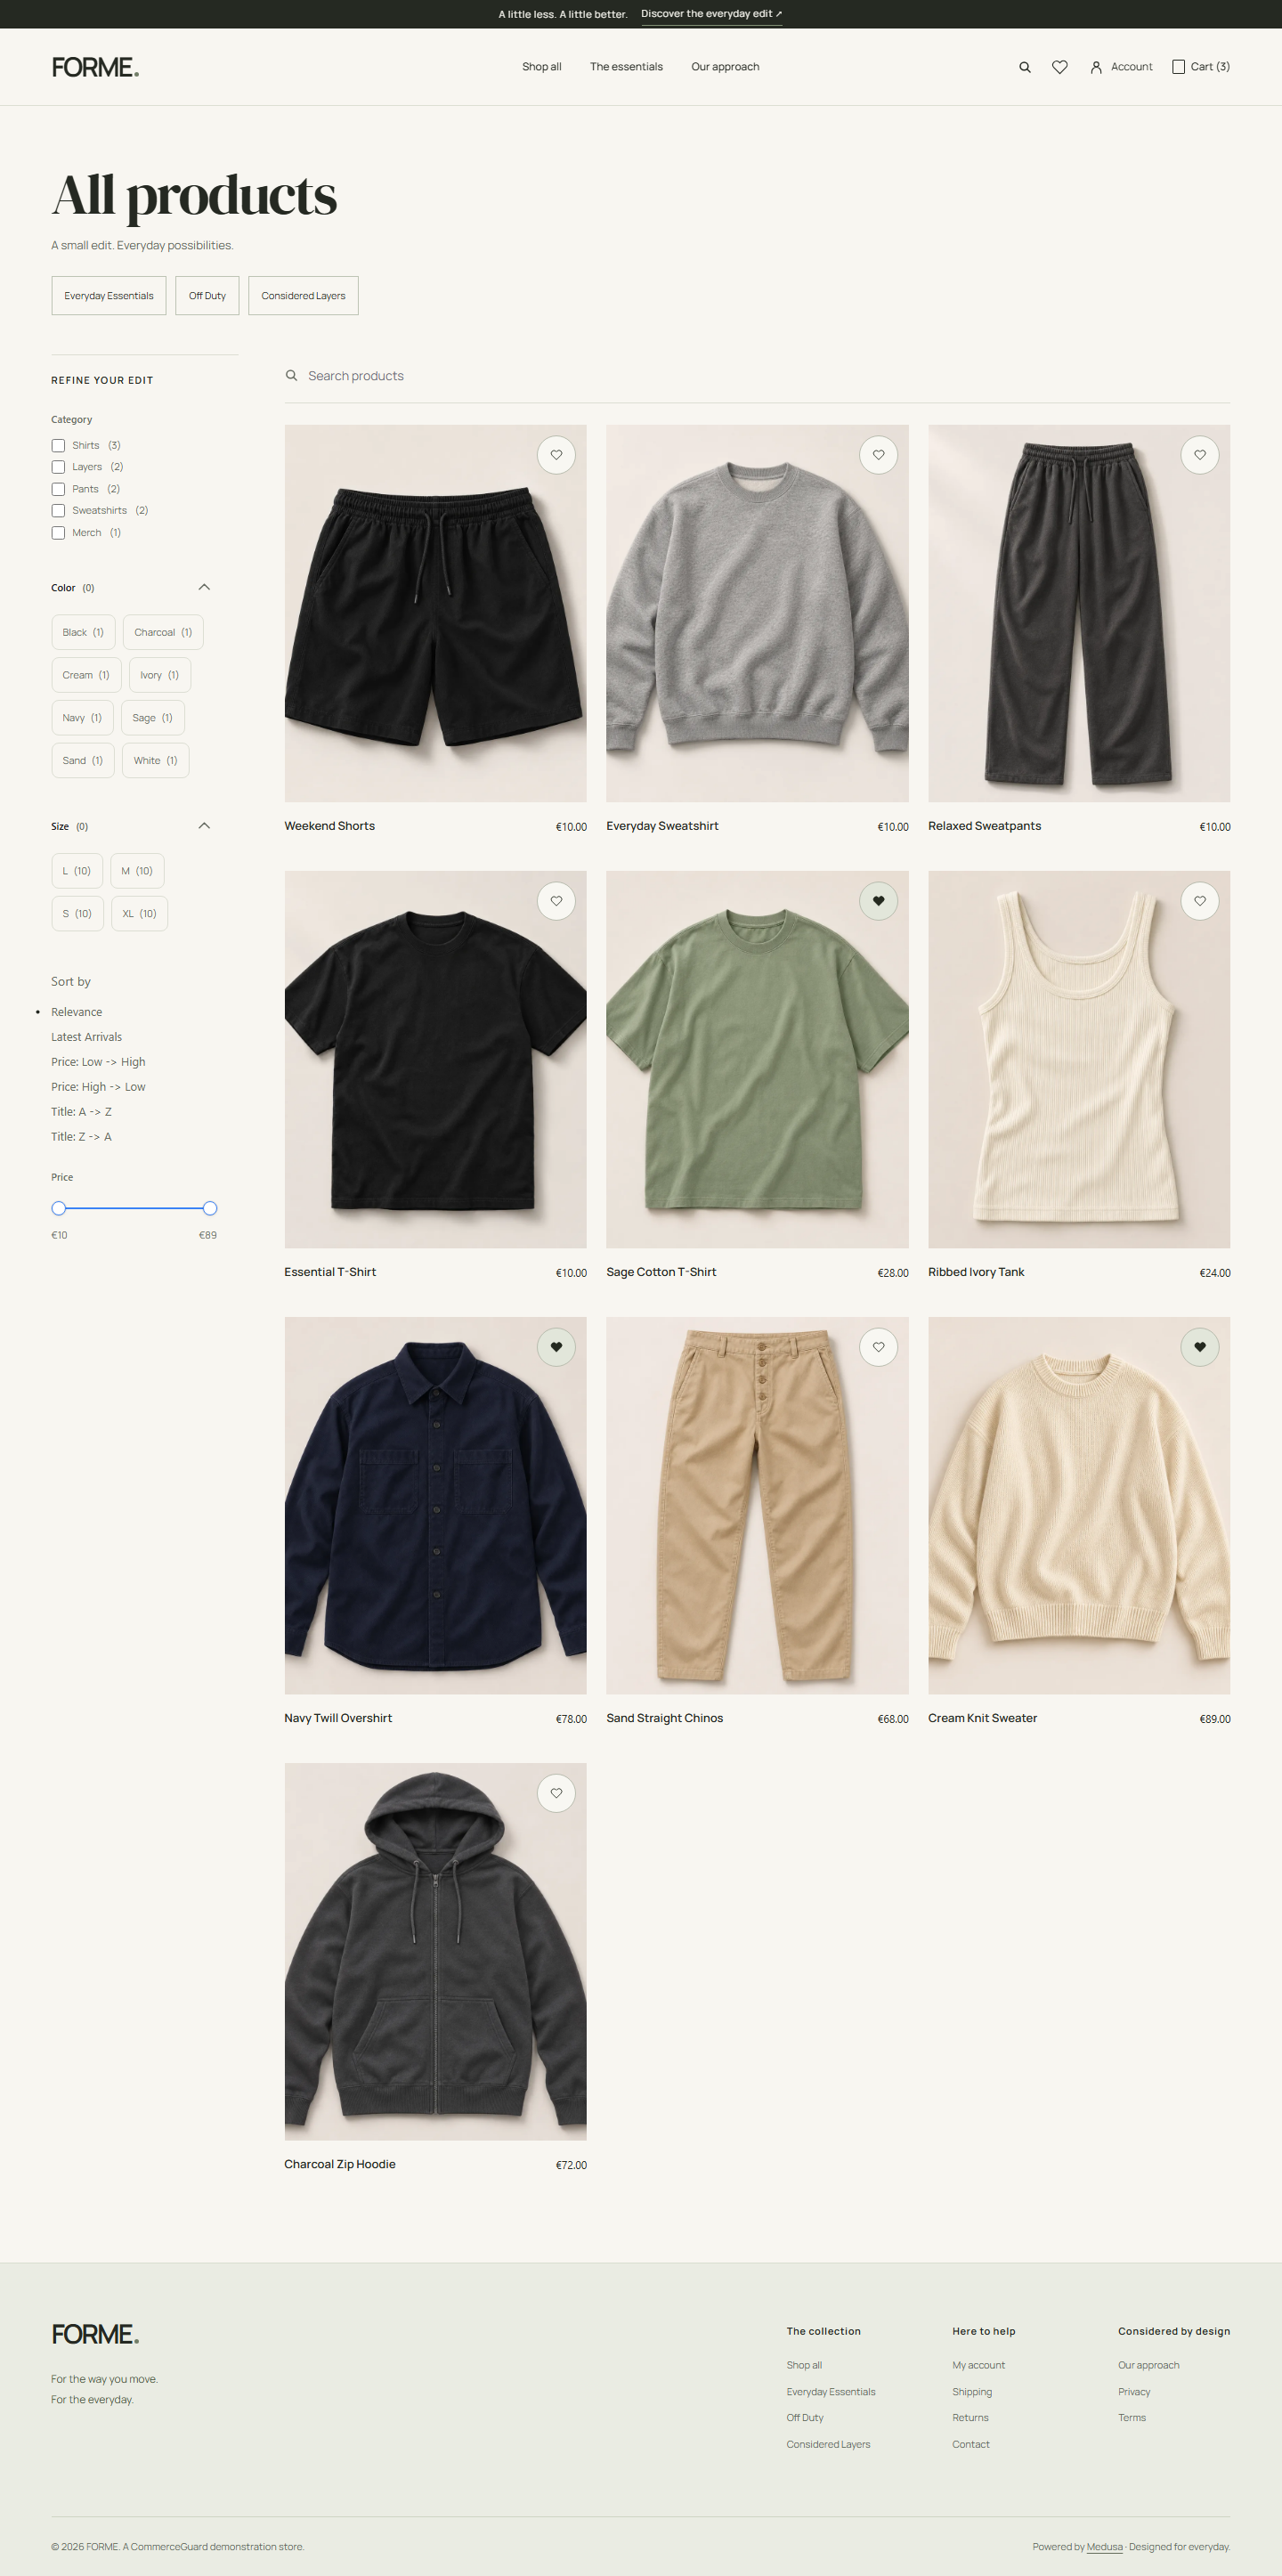 A little less. A little better. Discover the everyday edit ↗
FORME.
Shop all The essentials Our approach
Account Cart (3)
All products
A small edit. Everyday possibilities.
Everyday Essentials Off Duty Considered Layers
REFINE YOUR EDIT
Category
Shirts (3)
Layers (2)
Pants (2)
Sweatshirts (2)
Merch (1)
Color (0)
Black (1) Charcoal (1)
Cream (1) Ivory (1)
Navy (1) Sage (1)
Sand (1) White (1)
Size (0)
L (10) M (10)
S (10) XL (10)
Sort by
• Relevance
Latest Arrivals
Price: Low -> High
Price: High -> Low
Title: A -> Z
Title: Z -> A
Price
€10 €89
Search products
Weekend Shorts €10.00
Everyday Sweatshirt €10.00
Relaxed Sweatpants €10.00
Essential T-Shirt €10.00
Sage Cotton T-Shirt €28.00
Ribbed Ivory Tank €24.00
Navy Twill Overshirt €78.00
Sand Straight Chinos €68.00
Cream Knit Sweater €89.00
Charcoal Zip Hoodie €72.00
FORME.
For the way you move.
For the everyday.
The collection
Shop all
Everyday Essentials
Off Duty
Considered Layers
Here to help
My account
Shipping
Returns
Contact
Considered by design
Our approach
Privacy
Terms
© 2026 FORME. A CommerceGuard demonstration store.
Powered by Medusa · Designed for everyday.